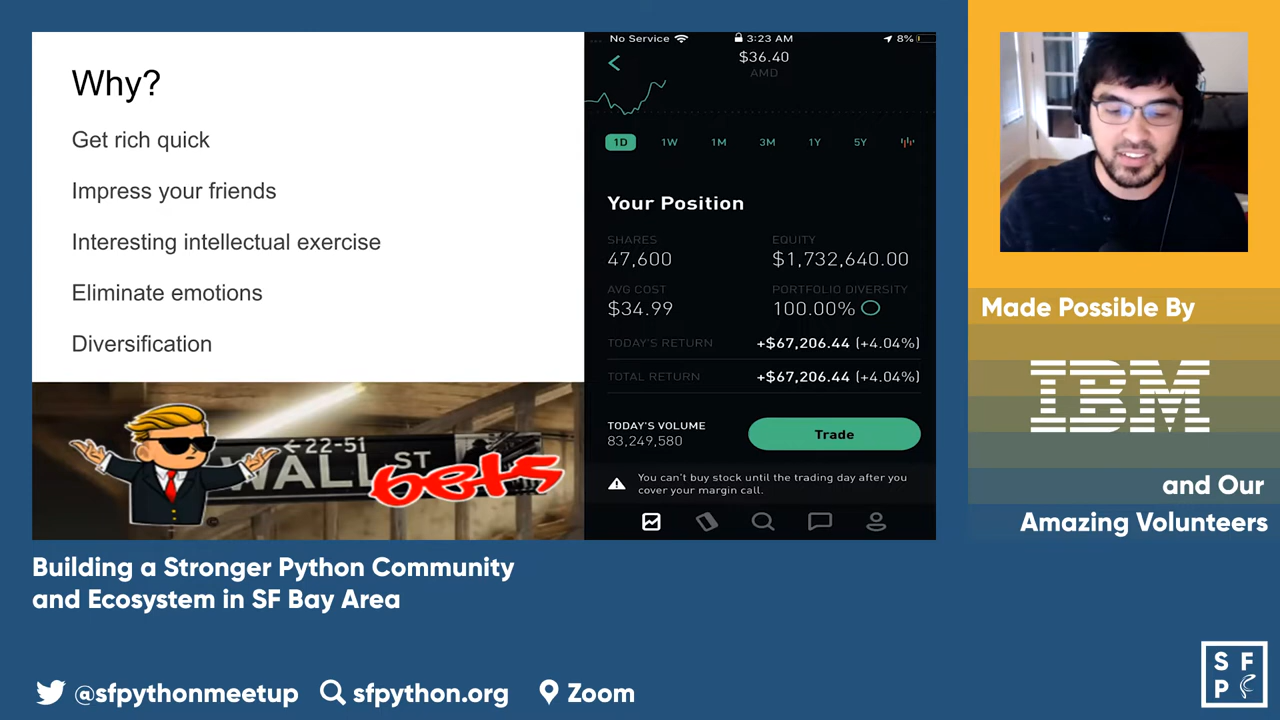 Why?
Get rich quick
Impress your friends
Interesting intellectual exercise
Eliminate emotions
Diversification
22-51
WALL ST
bets
No Service
3:23 AM
8%
$36.40
AMD
1D 1W 1M 3M 1Y 5Y
Your Position
SHARES
47,600
EQUITY
$1,732,640.00
AVG COST
$34.99
PORTFOLIO DIVERSITY
100.00%
TODAY'S RETURN +$67,206.44 (+4.04%)
TOTAL RETURN +$67,206.44 (+4.04%)
TODAY'S VOLUME
83,249,580
Trade
You can't buy stock until the trading day after you
cover your margin call.
Made Possible By
IBM
and Our
Amazing Volunteers
Building a Stronger Python Community
and Ecosystem in SF Bay Area
@sfpythonmeetup sfpython.org Zoom
S F
P